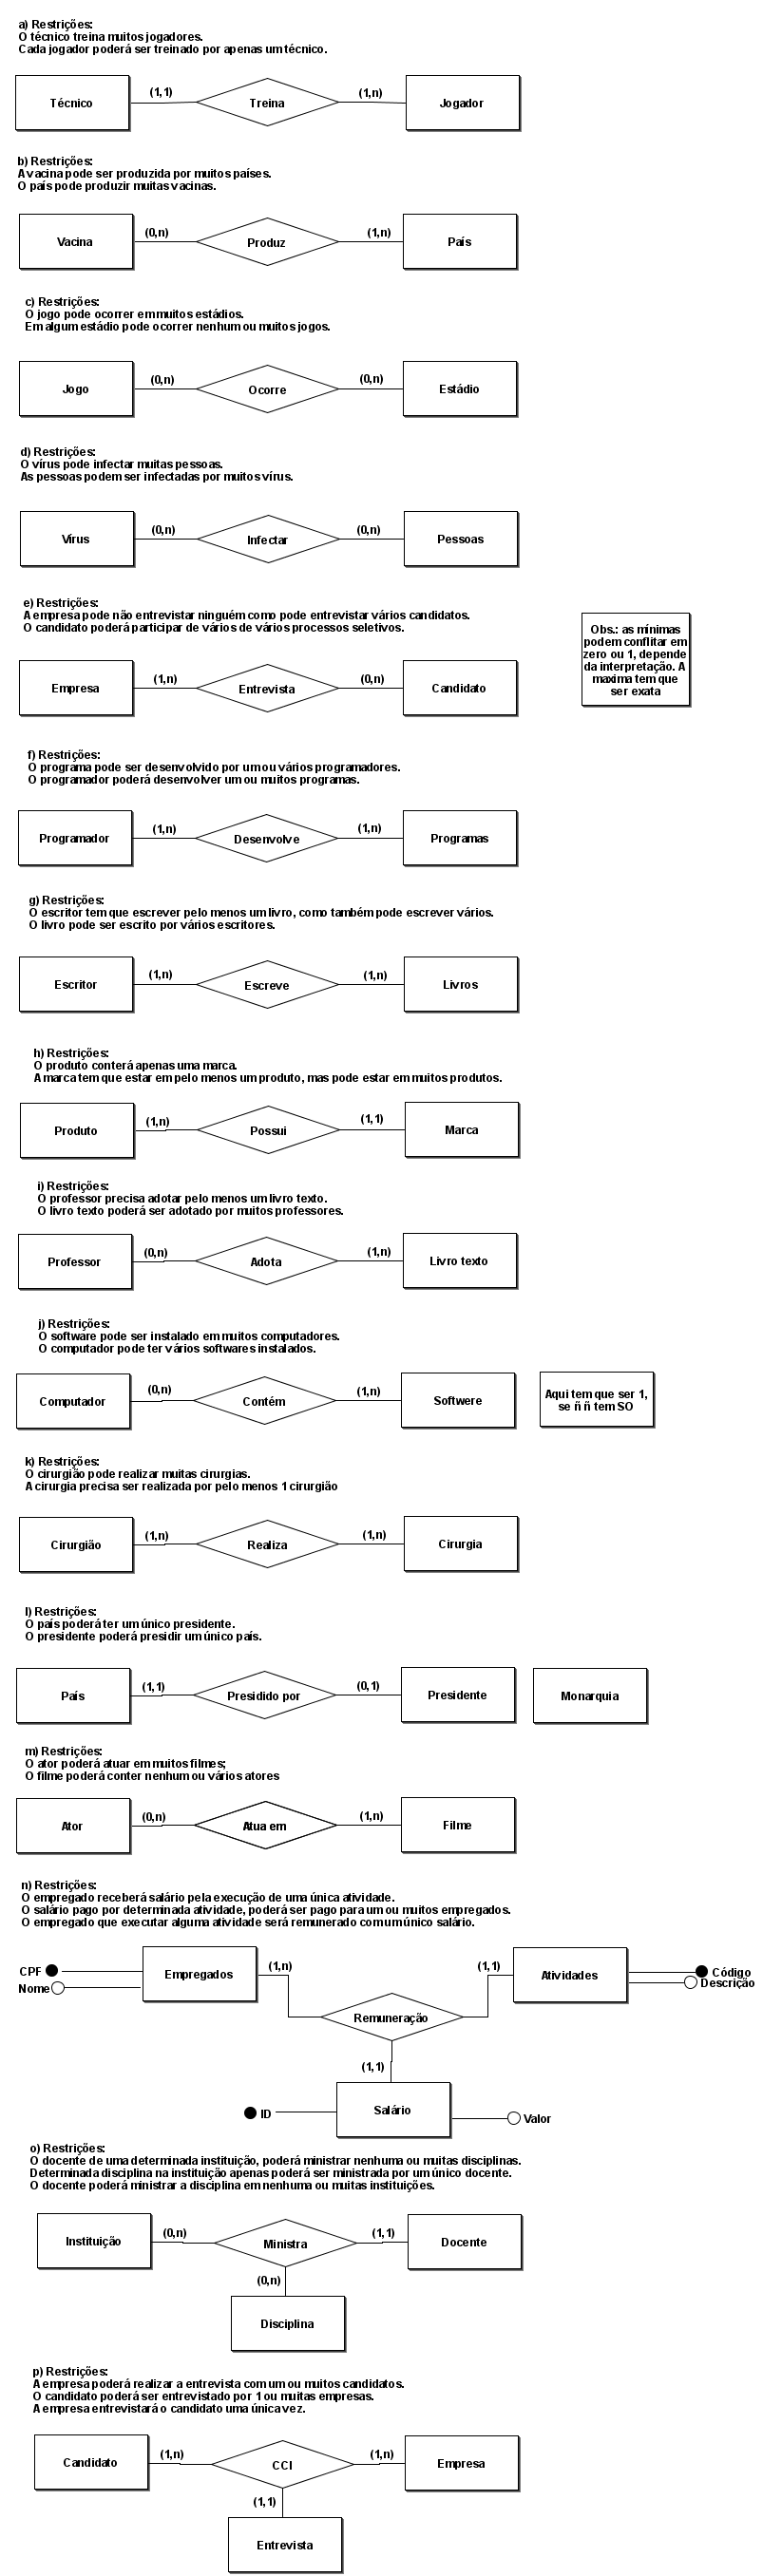 a) Restrições:
O técnico treina muitos jogadores.
Cada jogador poderá ser treinado por apenas um técnico.
(1,1)
(1,n)
Técnico
Treina
Jogador
b) Restrições:
A vacina pode ser produzida por muitos países.
O país pode produzir muitas vacinas.
(0,n)
(1,n)
Vacina
Produz
País
c) Restrições:
O jogo pode ocorrer em muitos estádios.
Em algum estádio pode ocorrer nenhum ou muitos jogos.
(0,n)
(0,n)
Jogo
Ocorre
Estádio
d) Restrições:
O vírus pode infectar muitas pessoas.
As pessoas podem ser infectadas por muitos vírus.
(0,n)
(0,n)
Vírus
Infectar
Pessoas
e) Restrições:
A empresa pode não entrevistar ninguém como pode entrevistar vários candidatos.
O candidato poderá participar de vários de vários processos seletivos.
(1,n)
(0,n)
Empresa
Entrevista
Candidato
Obs.: as mínimas
podem conflitar em
zero ou 1, depende
da interpretação. A
maxima tem que
ser exata
f) Restrições:
O programa pode ser desenvolvido por um ou vários programadores.
O programador poderá desenvolver um ou muitos programas.
(1,n)
(1,n)
Programador
Desenvolve
Programas
g) Restrições:
O escritor tem que escrever pelo menos um livro, como também pode escrever vários.
O livro pode ser escrito por vários escritores.
(1,n)
(1,n)
Escritor
Escreve
Livros
h) Restrições:
O produto conterá apenas uma marca.
A marca tem que estar em pelo menos um produto, mas pode estar em muitos produtos.
(1,n)
(1,1)
Produto
Possui
Marca
i) Restrições:
O professor precisa adotar pelo menos um livro texto.
O livro texto poderá ser adotado por muitos professores.
(0,n)
(1,n)
Professor
Adota
Livro texto
j) Restrições:
O software pode ser instalado em muitos computadores.
O computador pode ter vários softwares instalados.
(0,n)
(1,n)
Computador
Contém
Softwere
Aqui tem que ser 1,
se ñ ñ tem SO
k) Restrições:
O cirurgião pode realizar muitas cirurgias.
A cirurgia precisa ser realizada por pelo menos 1 cirurgião
(1,n)
(1,n)
Cirurgião
Realiza
Cirurgia
l) Restrições:
O país poderá ter um único presidente.
O presidente poderá presidir um único país.
(1,1)
(0,1)
País
Presidido por
Presidente
Monarquia
m) Restrições:
O ator poderá atuar em muitos filmes;
O filme poderá conter nenhum ou vários atores
(0,n)
(1,n)
Ator
Atua em
Filme
n) Restrições:
O empregado receberá salário pela execução de uma única atividade.
O salário pago por determinada atividade, poderá ser pago para um ou muitos empregados.
O empregado que executar alguma atividade será remunerado com um único salário.
CPF
Nome
Empregados
(1,n)
(1,1)
Atividades
Código
Descrição
Remuneração
(1,1)
ID
Salário
Valor
o) Restrições:
O docente de uma determinada instituição, poderá ministrar nenhuma ou muitas disciplinas.
Determinada disciplina na instituição apenas poderá ser ministrada por um único docente.
O docente poderá ministrar a disciplina em nenhuma ou muitas instituições.
(0,n)
(1,1)
Instituição
Ministra
Docente
(0,n)
Disciplina
p) Restrições:
A empresa poderá realizar a entrevista com um ou muitos candidatos.
O candidato poderá ser entrevistado por 1 ou muitas empresas.
A empresa entrevistará o candidato uma única vez.
(1,n)
(1,n)
Candidato
CCI
Empresa
(1,1)
Entrevista